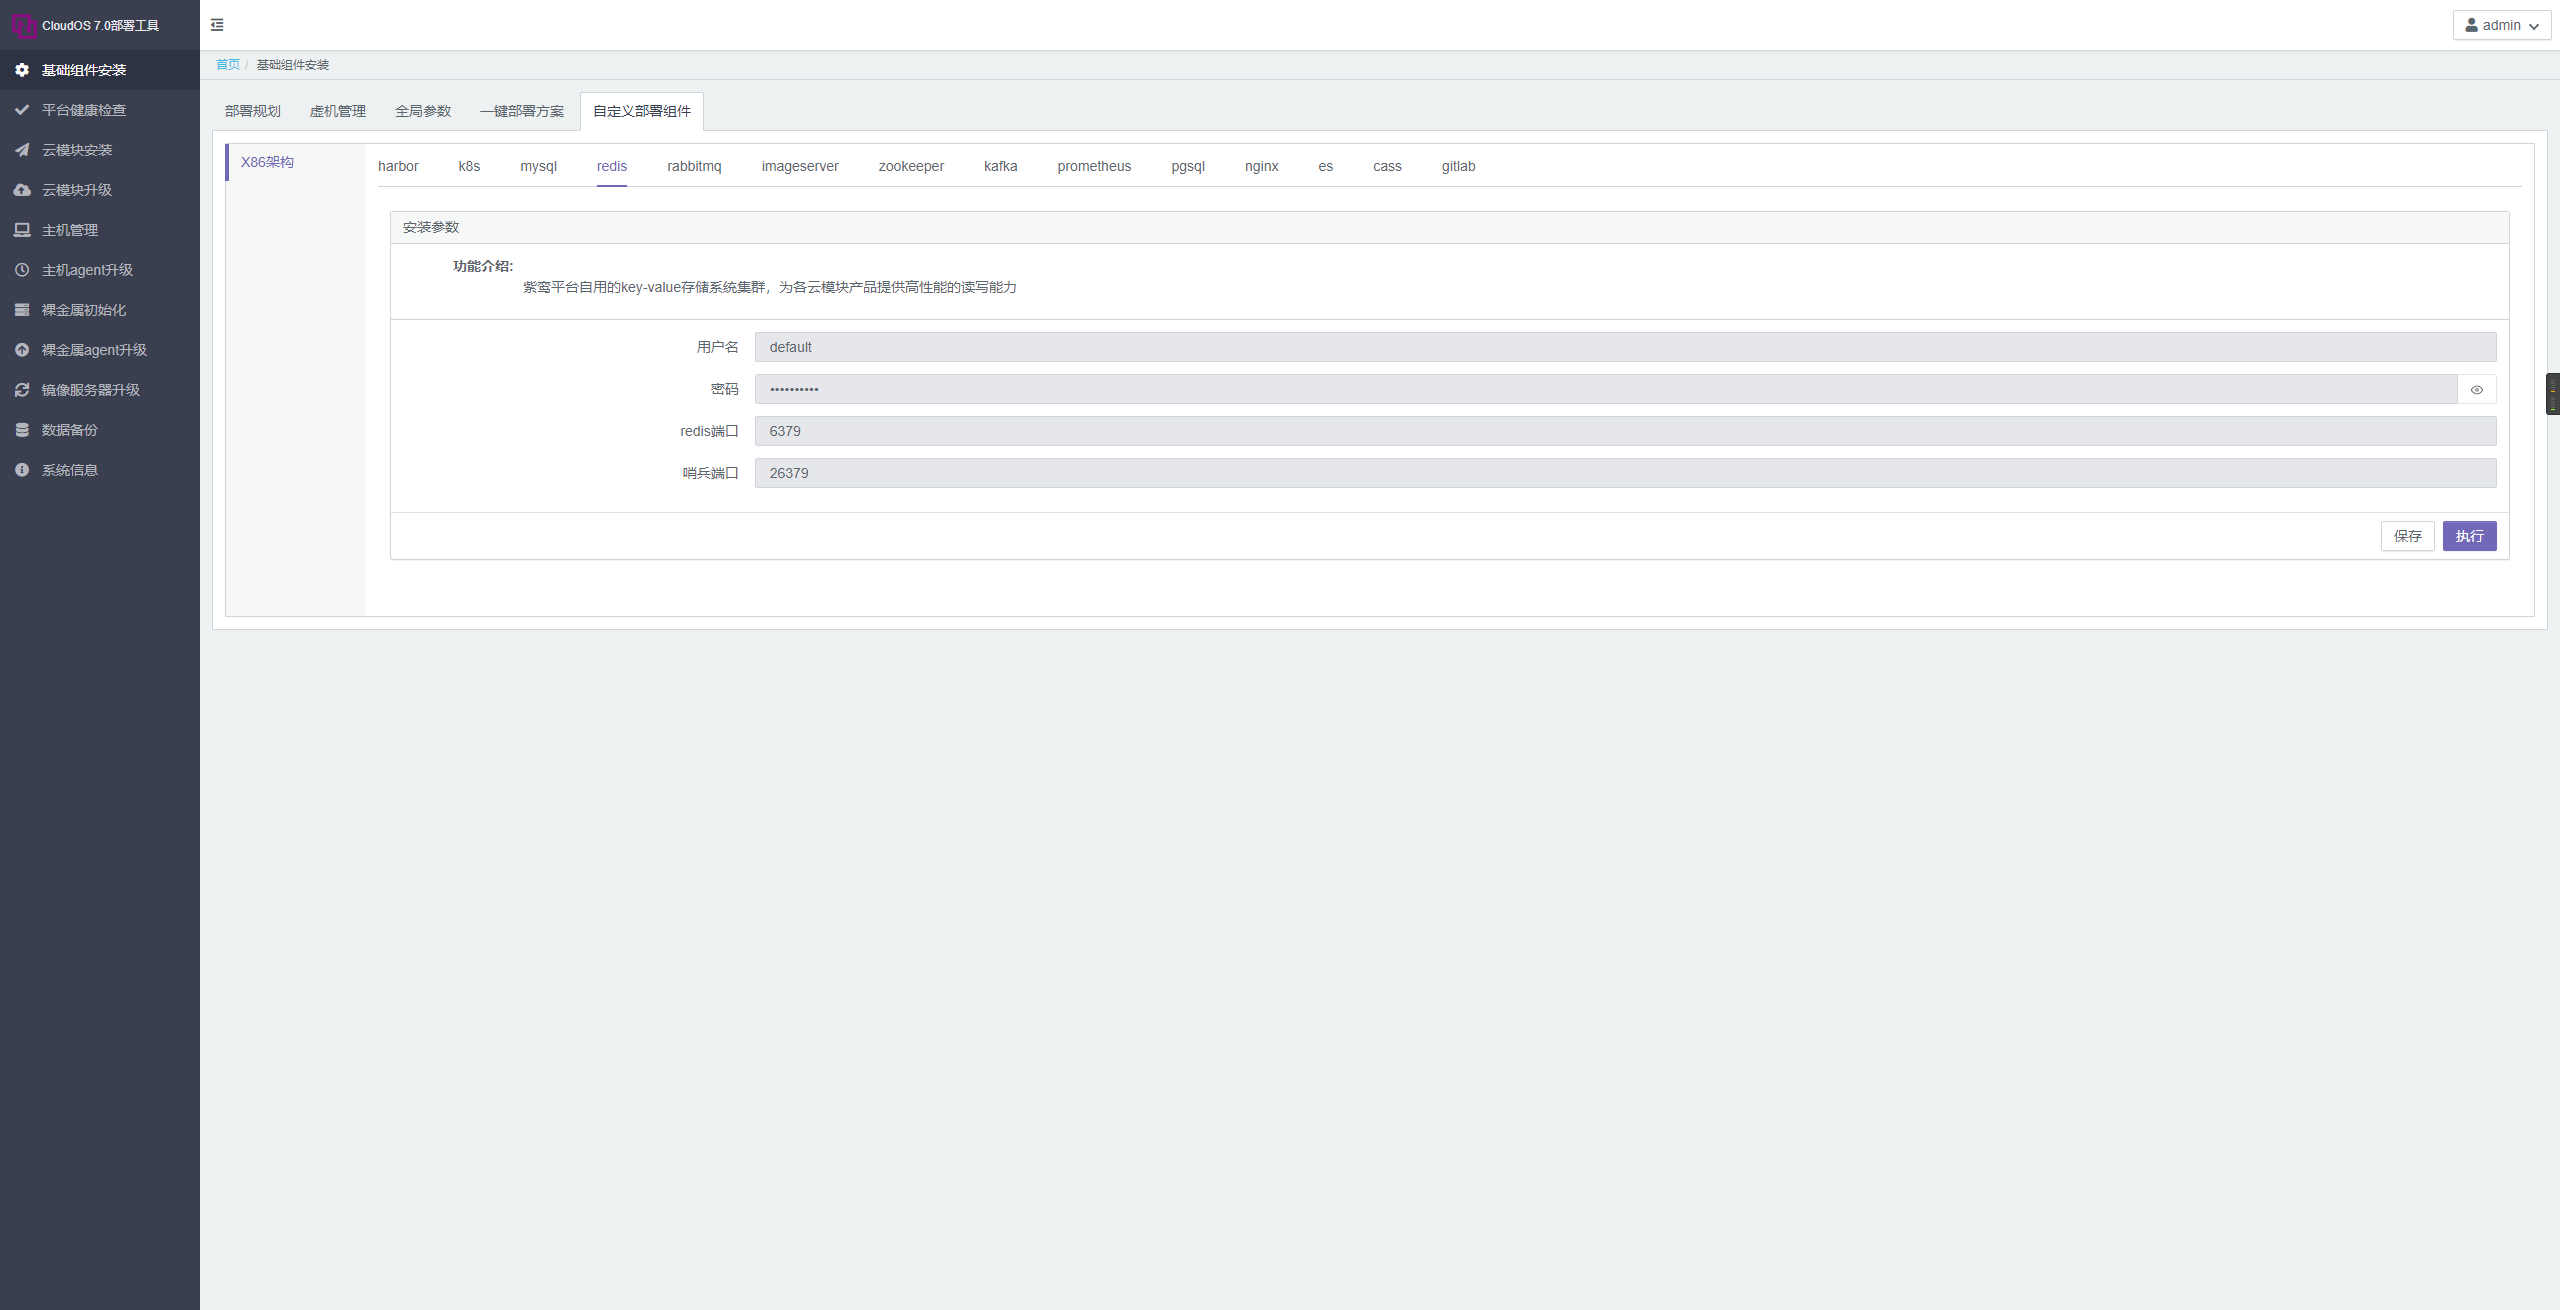 CloudOS 7.0部署工具
admin
基础组件安装
平台健康检查
云模块安装
云模块升级
主机管理
主机agent升级
裸金属初始化
裸金属agent升级
镜像服务器升级
数据备份
系统信息
首页 / 基础组件安装
部署规划 虚机管理 全局参数 一键部署方案 自定义部署组件
X86架构
harbor k8s mysql redis rabbitmq imageserver zookeeper kafka prometheus pgsql nginx es cass gitlab
安装参数
功能介绍:
紫鸾平台自用的key-value存储系统集群，为各云模块产品提供高性能的读写能力
用户名 default
密码 ••••••••••
redis端口 6379
哨兵端口 26379
保存 执行